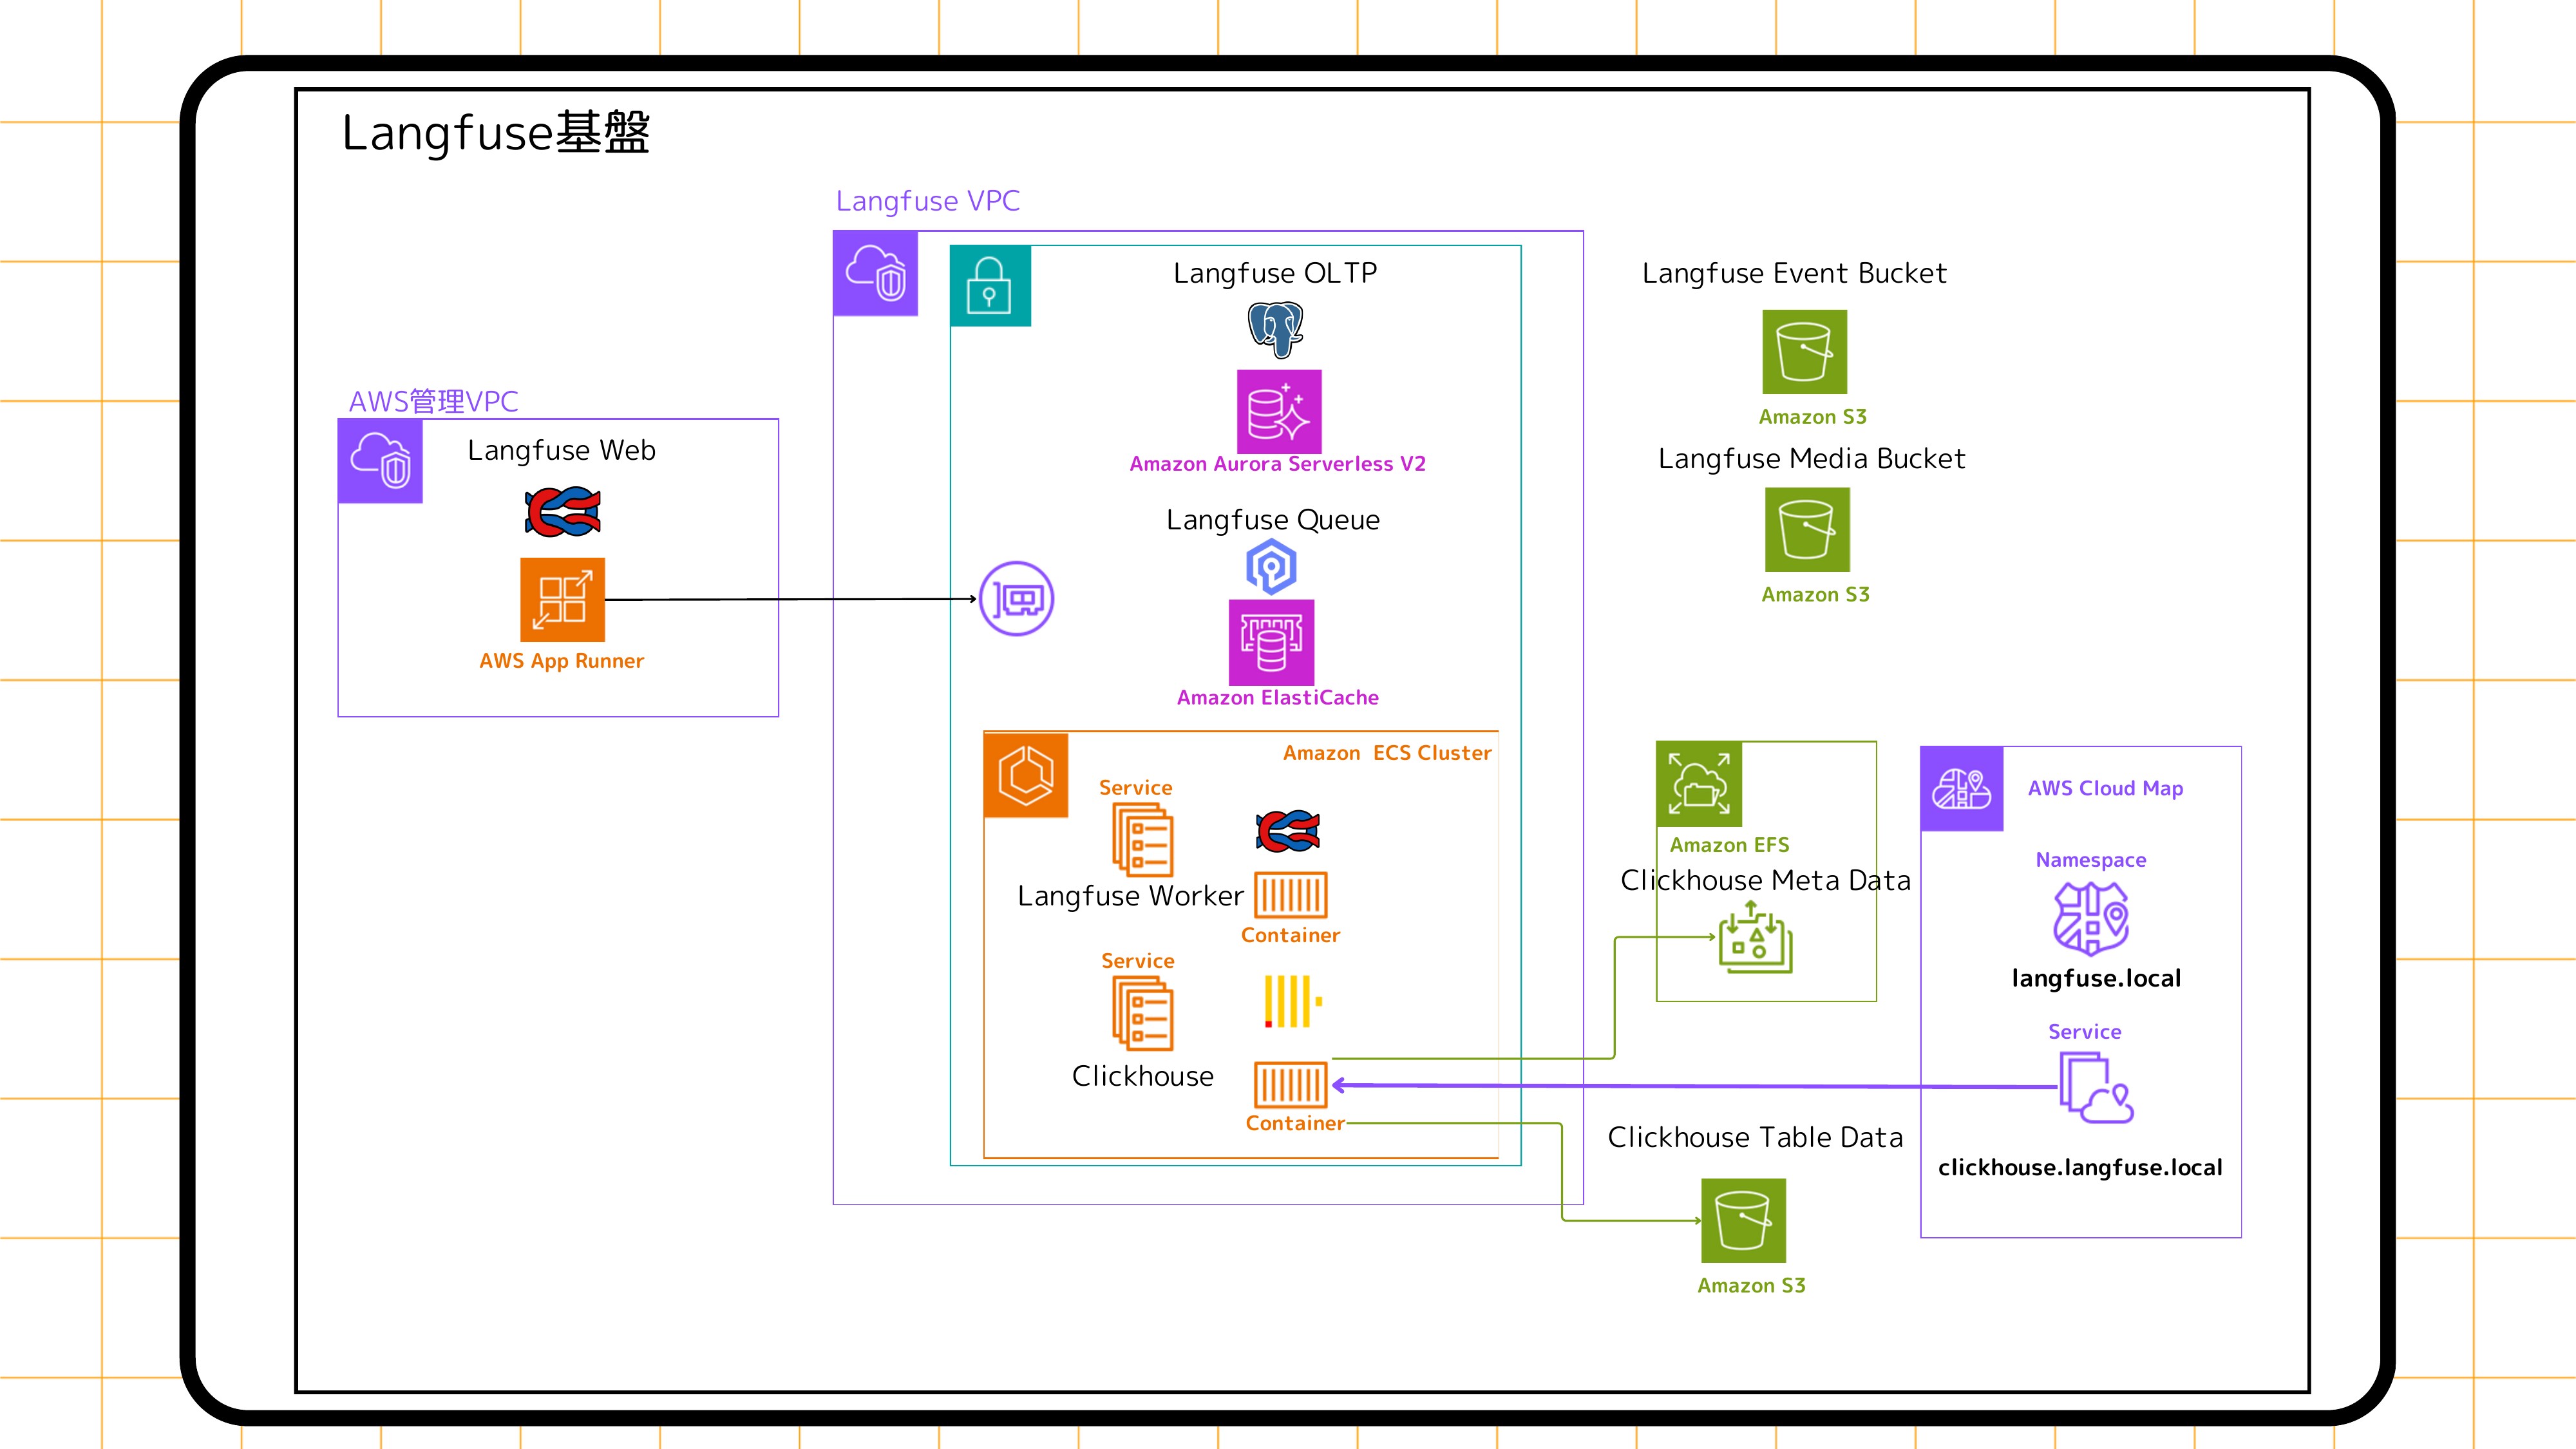 Langfuse基盤
Langfuse VPC
Langfuse OLTP
Amazon Aurora Serverless V2
Langfuse Queue
Amazon ElastiCache
AWS管理VPC
Langfuse Web
AWS App Runner
Amazon  ECS Cluster
Service
Langfuse Worker
Container
Service
Clickhouse
Container
Langfuse Event Bucket
Amazon S3
Langfuse Media Bucket
Amazon S3
Amazon EFS
Clickhouse Meta Data
Clickhouse Table Data
Amazon S3
AWS Cloud Map
Namespace
langfuse.local
Service
clickhouse.langfuse.local